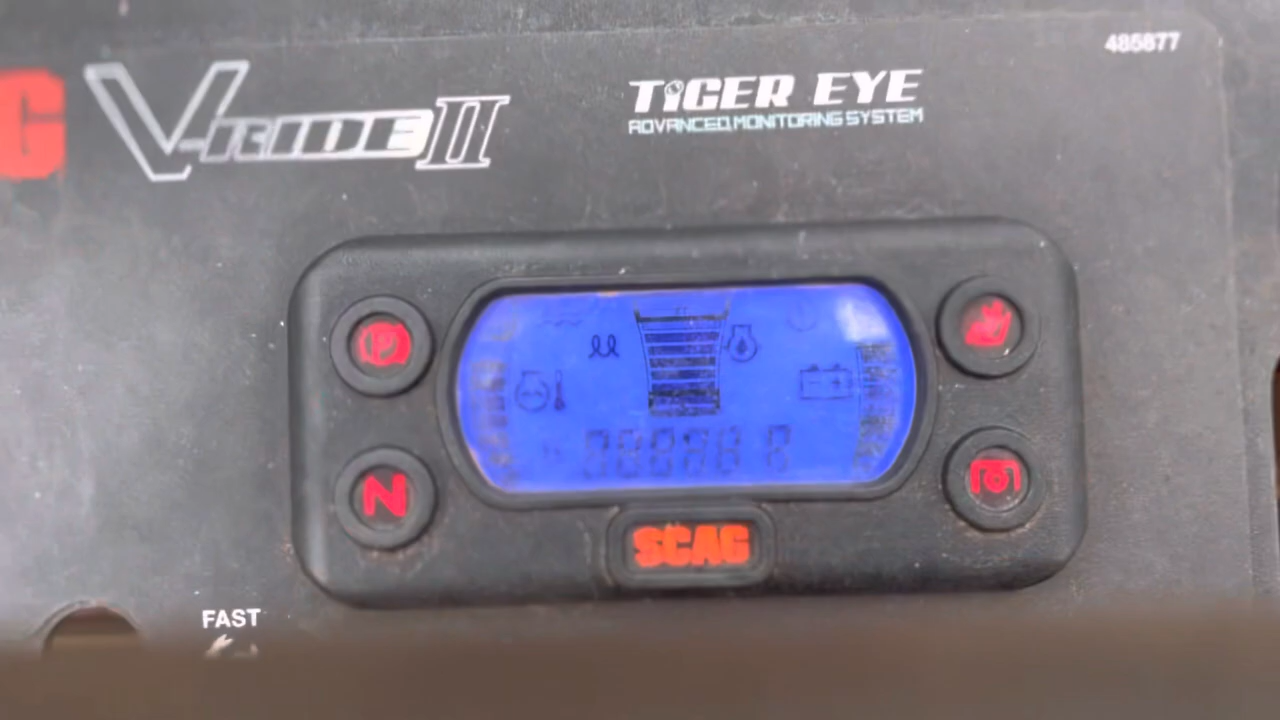 485877
G V-RIDE II
TIGER EYE
ADVANCED MONITORING SYSTEM
P
N
SCAG
FAST